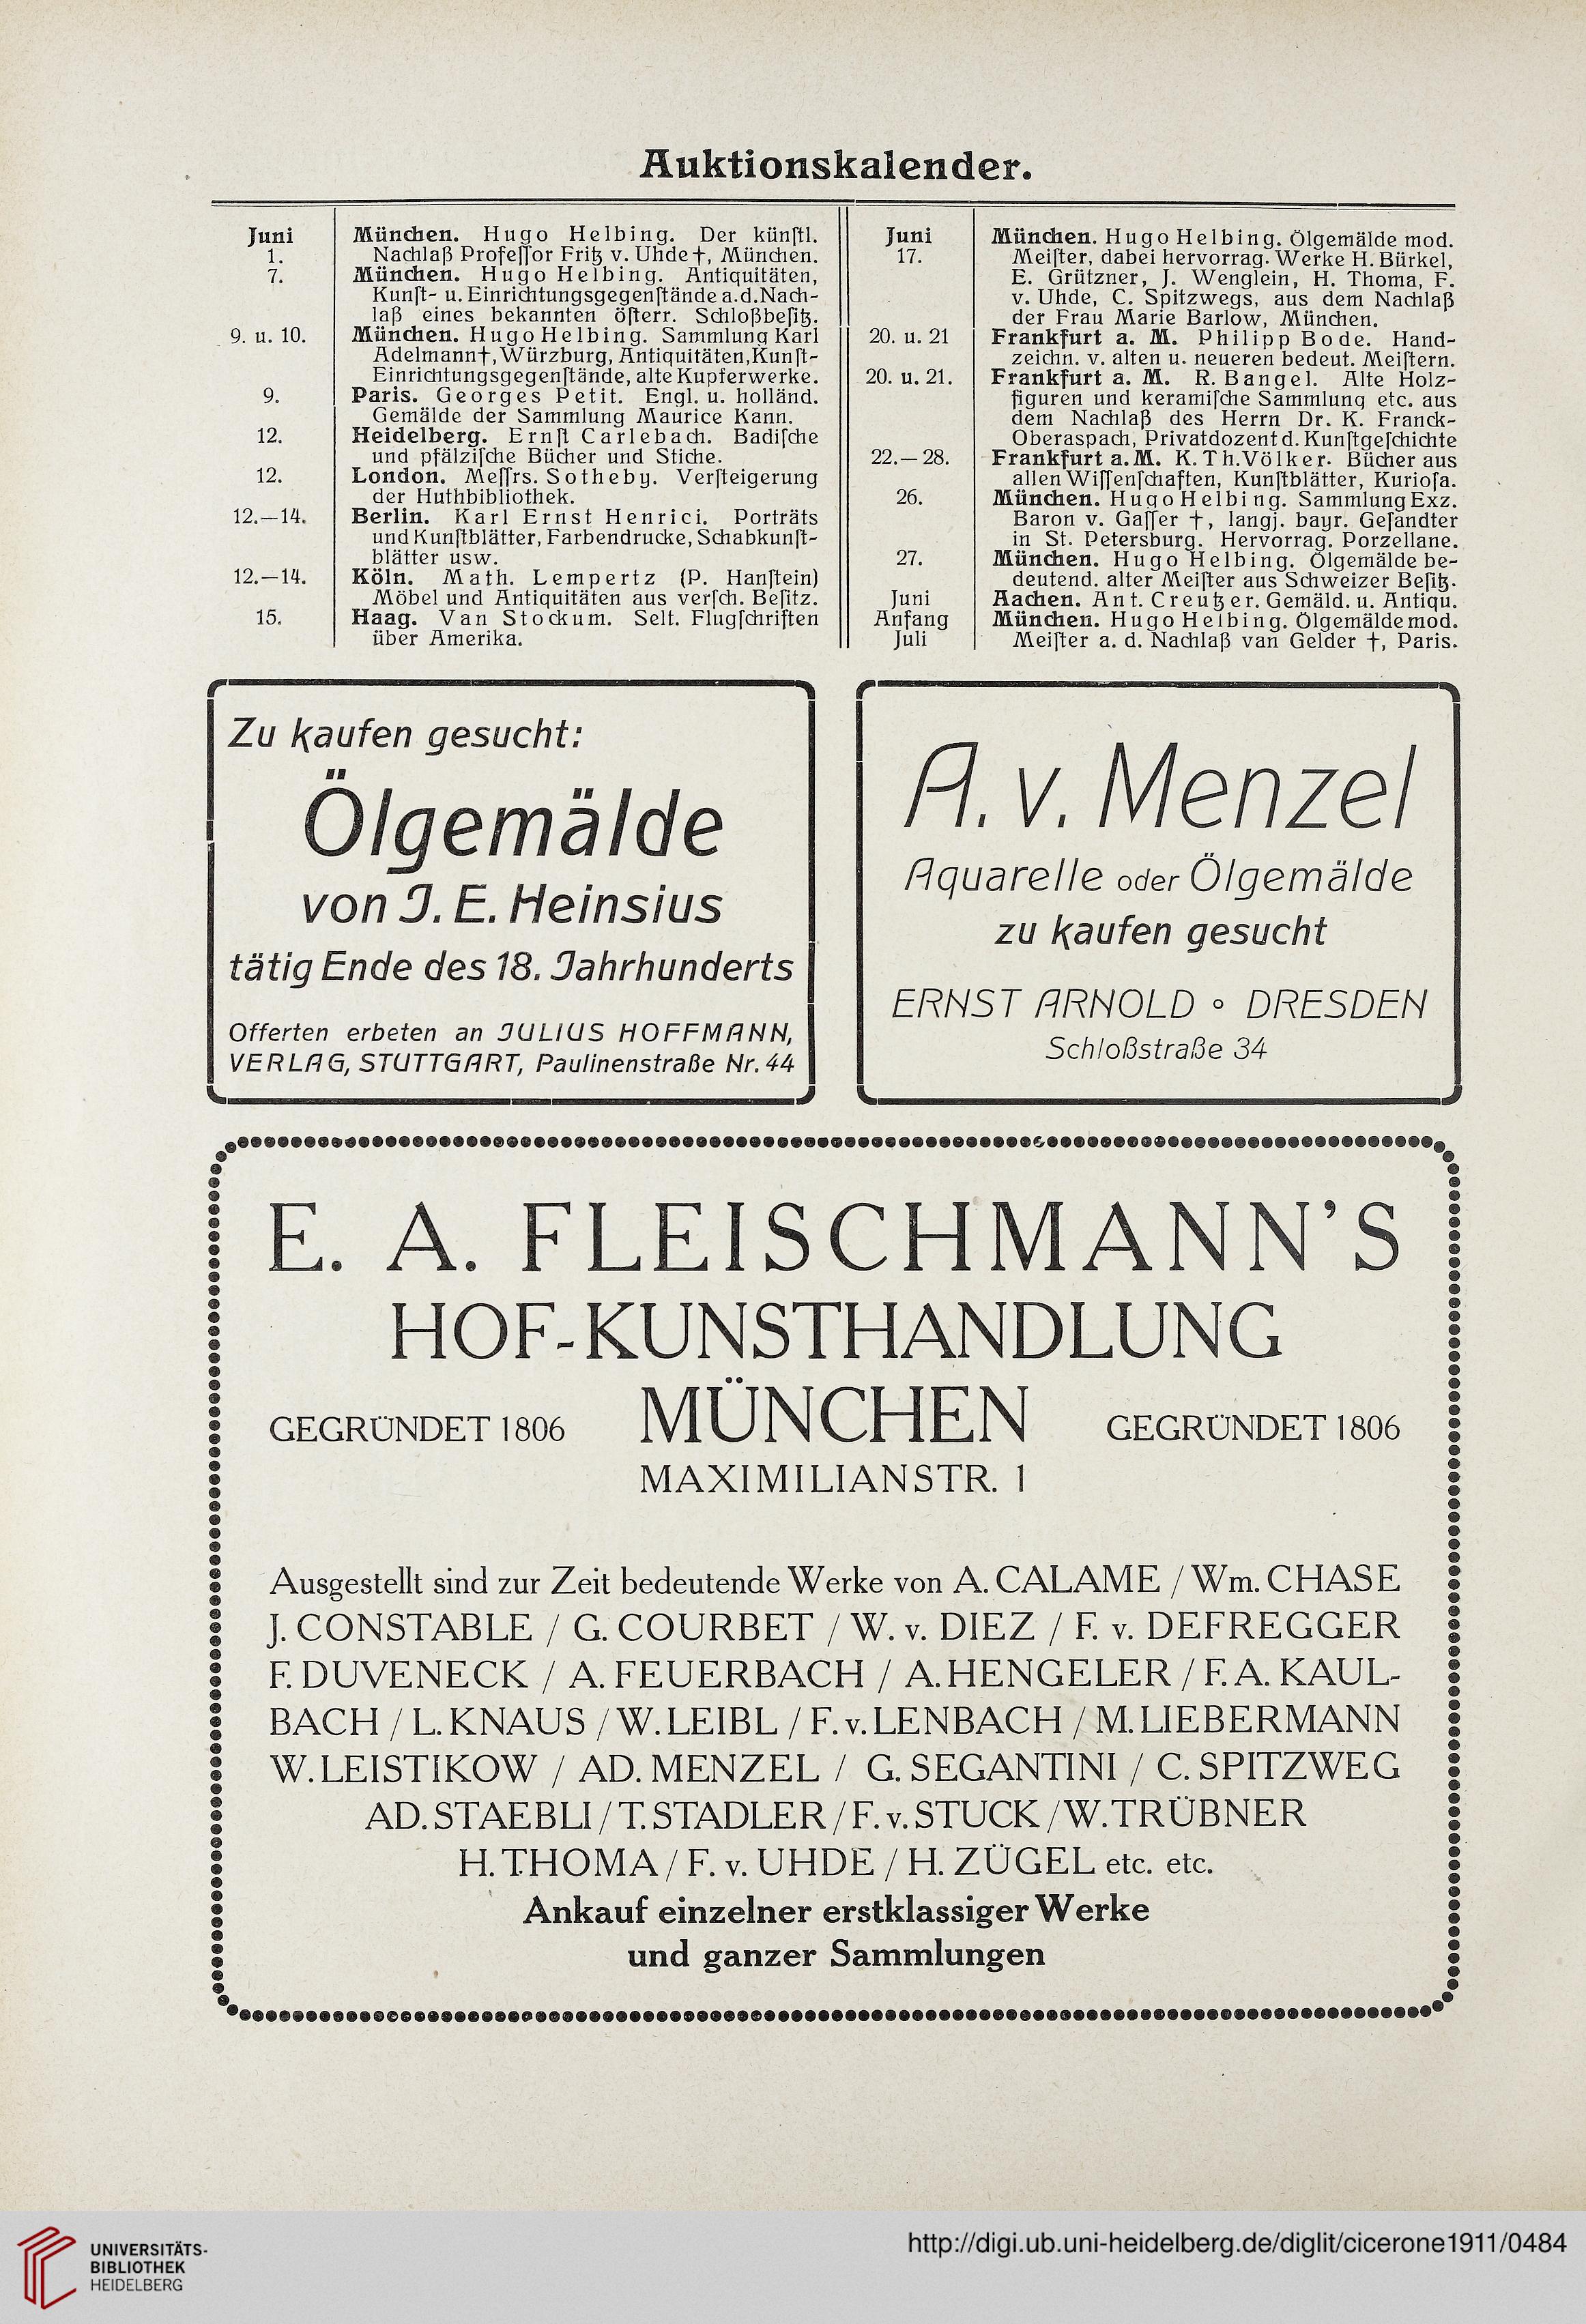 Auktionskalender.
Juni
1.
München. Hugo Helbing. Der künſtl.
Nachlaß Profeſſor Fritz v. Uhde †, München.
7.
München. Hugo Helbing. Antiquitäten,
Kunſt- u. Einrichtungsgegenſtände a. d. Nach-
laß eines bekannten öſterr. Schloßbeſitz.
9. u. 10.
München. Hugo Helbing. Sammlung Karl
Adelmann†, Würzburg, Antiquitäten, Kunſt-
Einrichtungsgegenſtände, alte Kupferwerke.
9.
Paris. Georges Petit. Engl. u. holländ.
Gemälde der Sammlung Maurice Kann.
12.
Heidelberg. Ernſt Carlebach. Badiſche
und pfälziſche Bücher und Stiche.
12.
London. Meſſrs. Sotheby. Verſteigerung
der Huthbibliothek.
12.—14.
Berlin. Karl Ernst Henrici. Porträts
und Kunſtblätter, Farbendrucke, Schabkunſt-
blätter usw.
12.—14.
Köln. Math. Lempertz (P. Hanſtein)
Möbel und Antiquitäten aus verſch. Beſitz.
15.
Haag. Van Stockum. Selt. Flugſchriften
über Amerika.
Juni
17.
München. Hugo Helbing. Ölgemälde mod.
Meiſter, dabei hervorrag. Werke H. Bürkel,
E. Grützner, J. Wenglein, H. Thoma, F.
v. Uhde, C. Spitzwegs, aus dem Nachlaß
der Frau Marie Barlow, München.
20. u. 21
Frankfurt a. M. Philipp Bode. Hand-
zeichn. v. alten u. neueren bedeut. Meiſtern.
20. u. 21.
Frankfurt a. M. R. Bangel. Alte Holz-
figuren und keramiſche Sammlung etc. aus
dem Nachlaß des Herrn Dr. K. Franck-
Oberaspach, Privatdozent d. Kunſtgeſchichte
22.—28.
Frankfurt a. M. K. Th. Völker. Bücher aus
allen Wiſſenſchaften, Kunſtblätter, Kurioſa.
26.
München. Hugo Helbing. Sammlung Exz.
Baron v. Gaſſer †, langj. bayr. Geſandter
in St. Petersburg. Hervorrag. Porzellane.
27.
München. Hugo Helbing. Ölgemälde be-
deutend. alter Meiſter aus Schweizer Beſitz.
Juni
Aachen. Ant. Creutzer. Gemäld. u. Antiqu.
Anfang
Juli
München. Hugo Helbing. Ölgemälde mod.
Meiſter a. d. Nachlaß van Gelder †, Paris.
Zu kaufen gesucht:
Ölgemälde
von J. E. Heinsius
tätig Ende des 18. Jahrhunderts
Offerten erbeten an JULIUS HOFFMANN,
VERLAG, STUTTGART, Paulinenstraße Nr. 44
A. v. Menzel
Aquarelle oder Ölgemälde
zu kaufen gesucht
ERNST ARNOLD ∘ DRESDEN
Schloßstraße 34
E. A. FLEISCHMANN'S
HOF-KUNSTHANDLUNG
GEGRÜNDET 1806 MÜNCHEN GEGRÜNDET 1806
MAXIMILIANSTR. 1
Ausgestellt sind zur Zeit bedeutende Werke von A. CALAME / Wm. CHASE
J. CONSTABLE / G. COURBET / W. v. DIEZ / F. v. DEFREGGER
F. DUVENECK / A. FEUERBACH / A. HENGELER / F. A. KAUL-
BACH / L. KNAUS / W. LEIBL / F. v. LENBACH / M. LIEBERMANN
W. LEISTIKOW / AD. MENZEL / G. SEGANTINI / C. SPITZWEG
AD. STAEBLI / T. STADLER / F. v. STUCK / W. TRÜBNER
H. THOMA / F. v. UHDE / H. ZÜGEL etc. etc.
Ankauf einzelner erstklassiger Werke
und ganzer Sammlungen
UNIVERSITÄTS-
BIBLIOTHEK
HEIDELBERG
http://digi.ub.uni-heidelberg.de/diglit/cicerone1911/0484